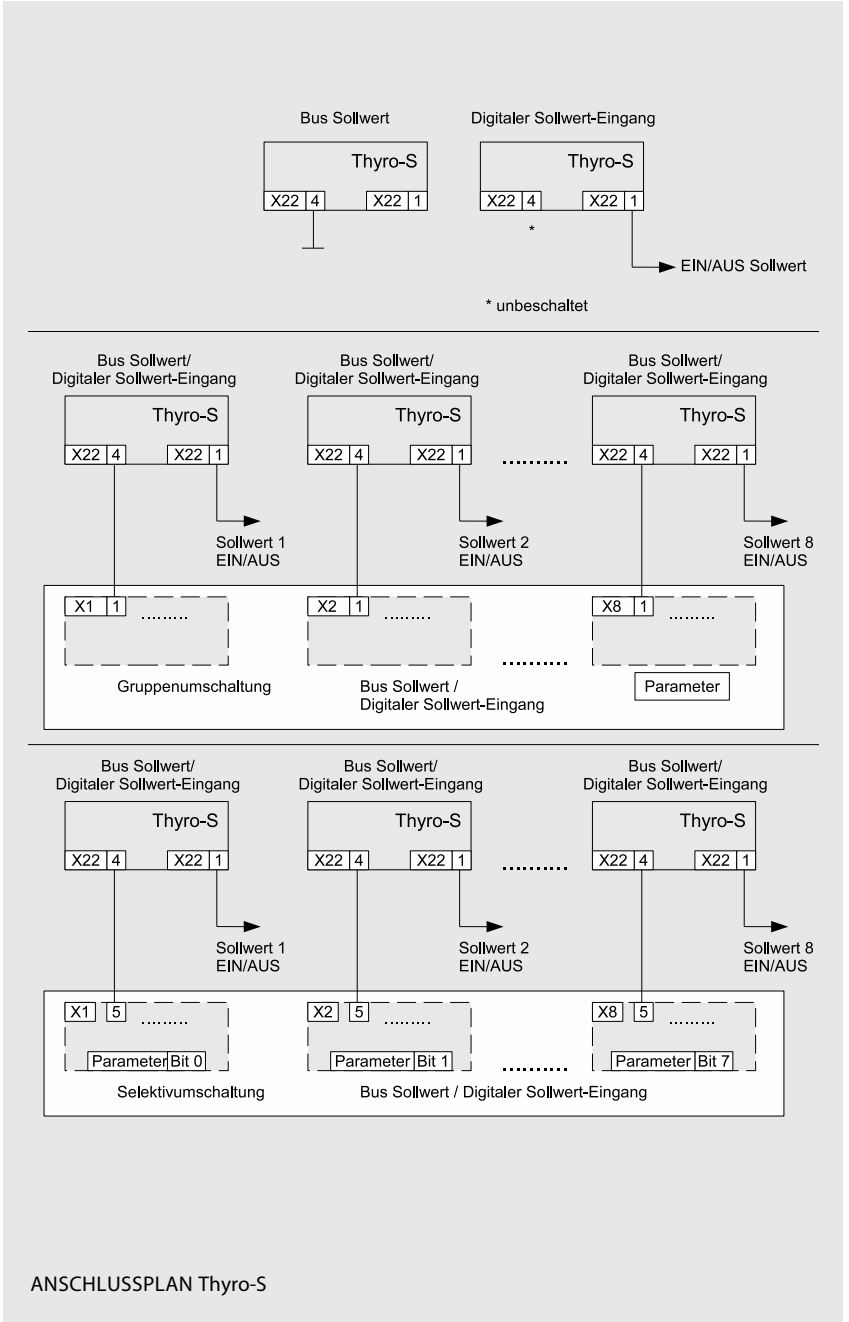 Bus Sollwert Digitaler Sollwert-Eingang
Thyro-S Thyro-S
X22 4 X22 1 X22 4 X22 1
*
EIN/AUS Sollwert
* unbeschaltet
Bus Sollwert/ Bus Sollwert/ Bus Sollwert/
Digitaler Sollwert-Eingang Digitaler Sollwert-Eingang Digitaler Sollwert-Eingang
Thyro-S Thyro-S Thyro-S
X22 4 X22 1 X22 4 X22 1 .......... X22 4 X22 1
Sollwert 1 Sollwert 2 Sollwert 8
EIN/AUS EIN/AUS EIN/AUS
X1 1 ......... X2 1 ......... X8 1 .........
..........
Gruppenumschaltung Bus Sollwert / Parameter
Digitaler Sollwert-Eingang
Bus Sollwert/ Bus Sollwert/ Bus Sollwert/
Digitaler Sollwert-Eingang Digitaler Sollwert-Eingang Digitaler Sollwert-Eingang
Thyro-S Thyro-S Thyro-S
X22 4 X22 1 X22 4 X22 1 .......... X22 4 X22 1
Sollwert 1 Sollwert 2 Sollwert 8
EIN/AUS EIN/AUS EIN/AUS
X1 5 ......... X2 5 ......... X8 5 .........
Parameter Bit 0 Parameter Bit 1 .......... Parameter Bit 7
Selektivumschaltung Bus Sollwert / Digitaler Sollwert-Eingang
ANSCHLUSSPLAN Thyro-S